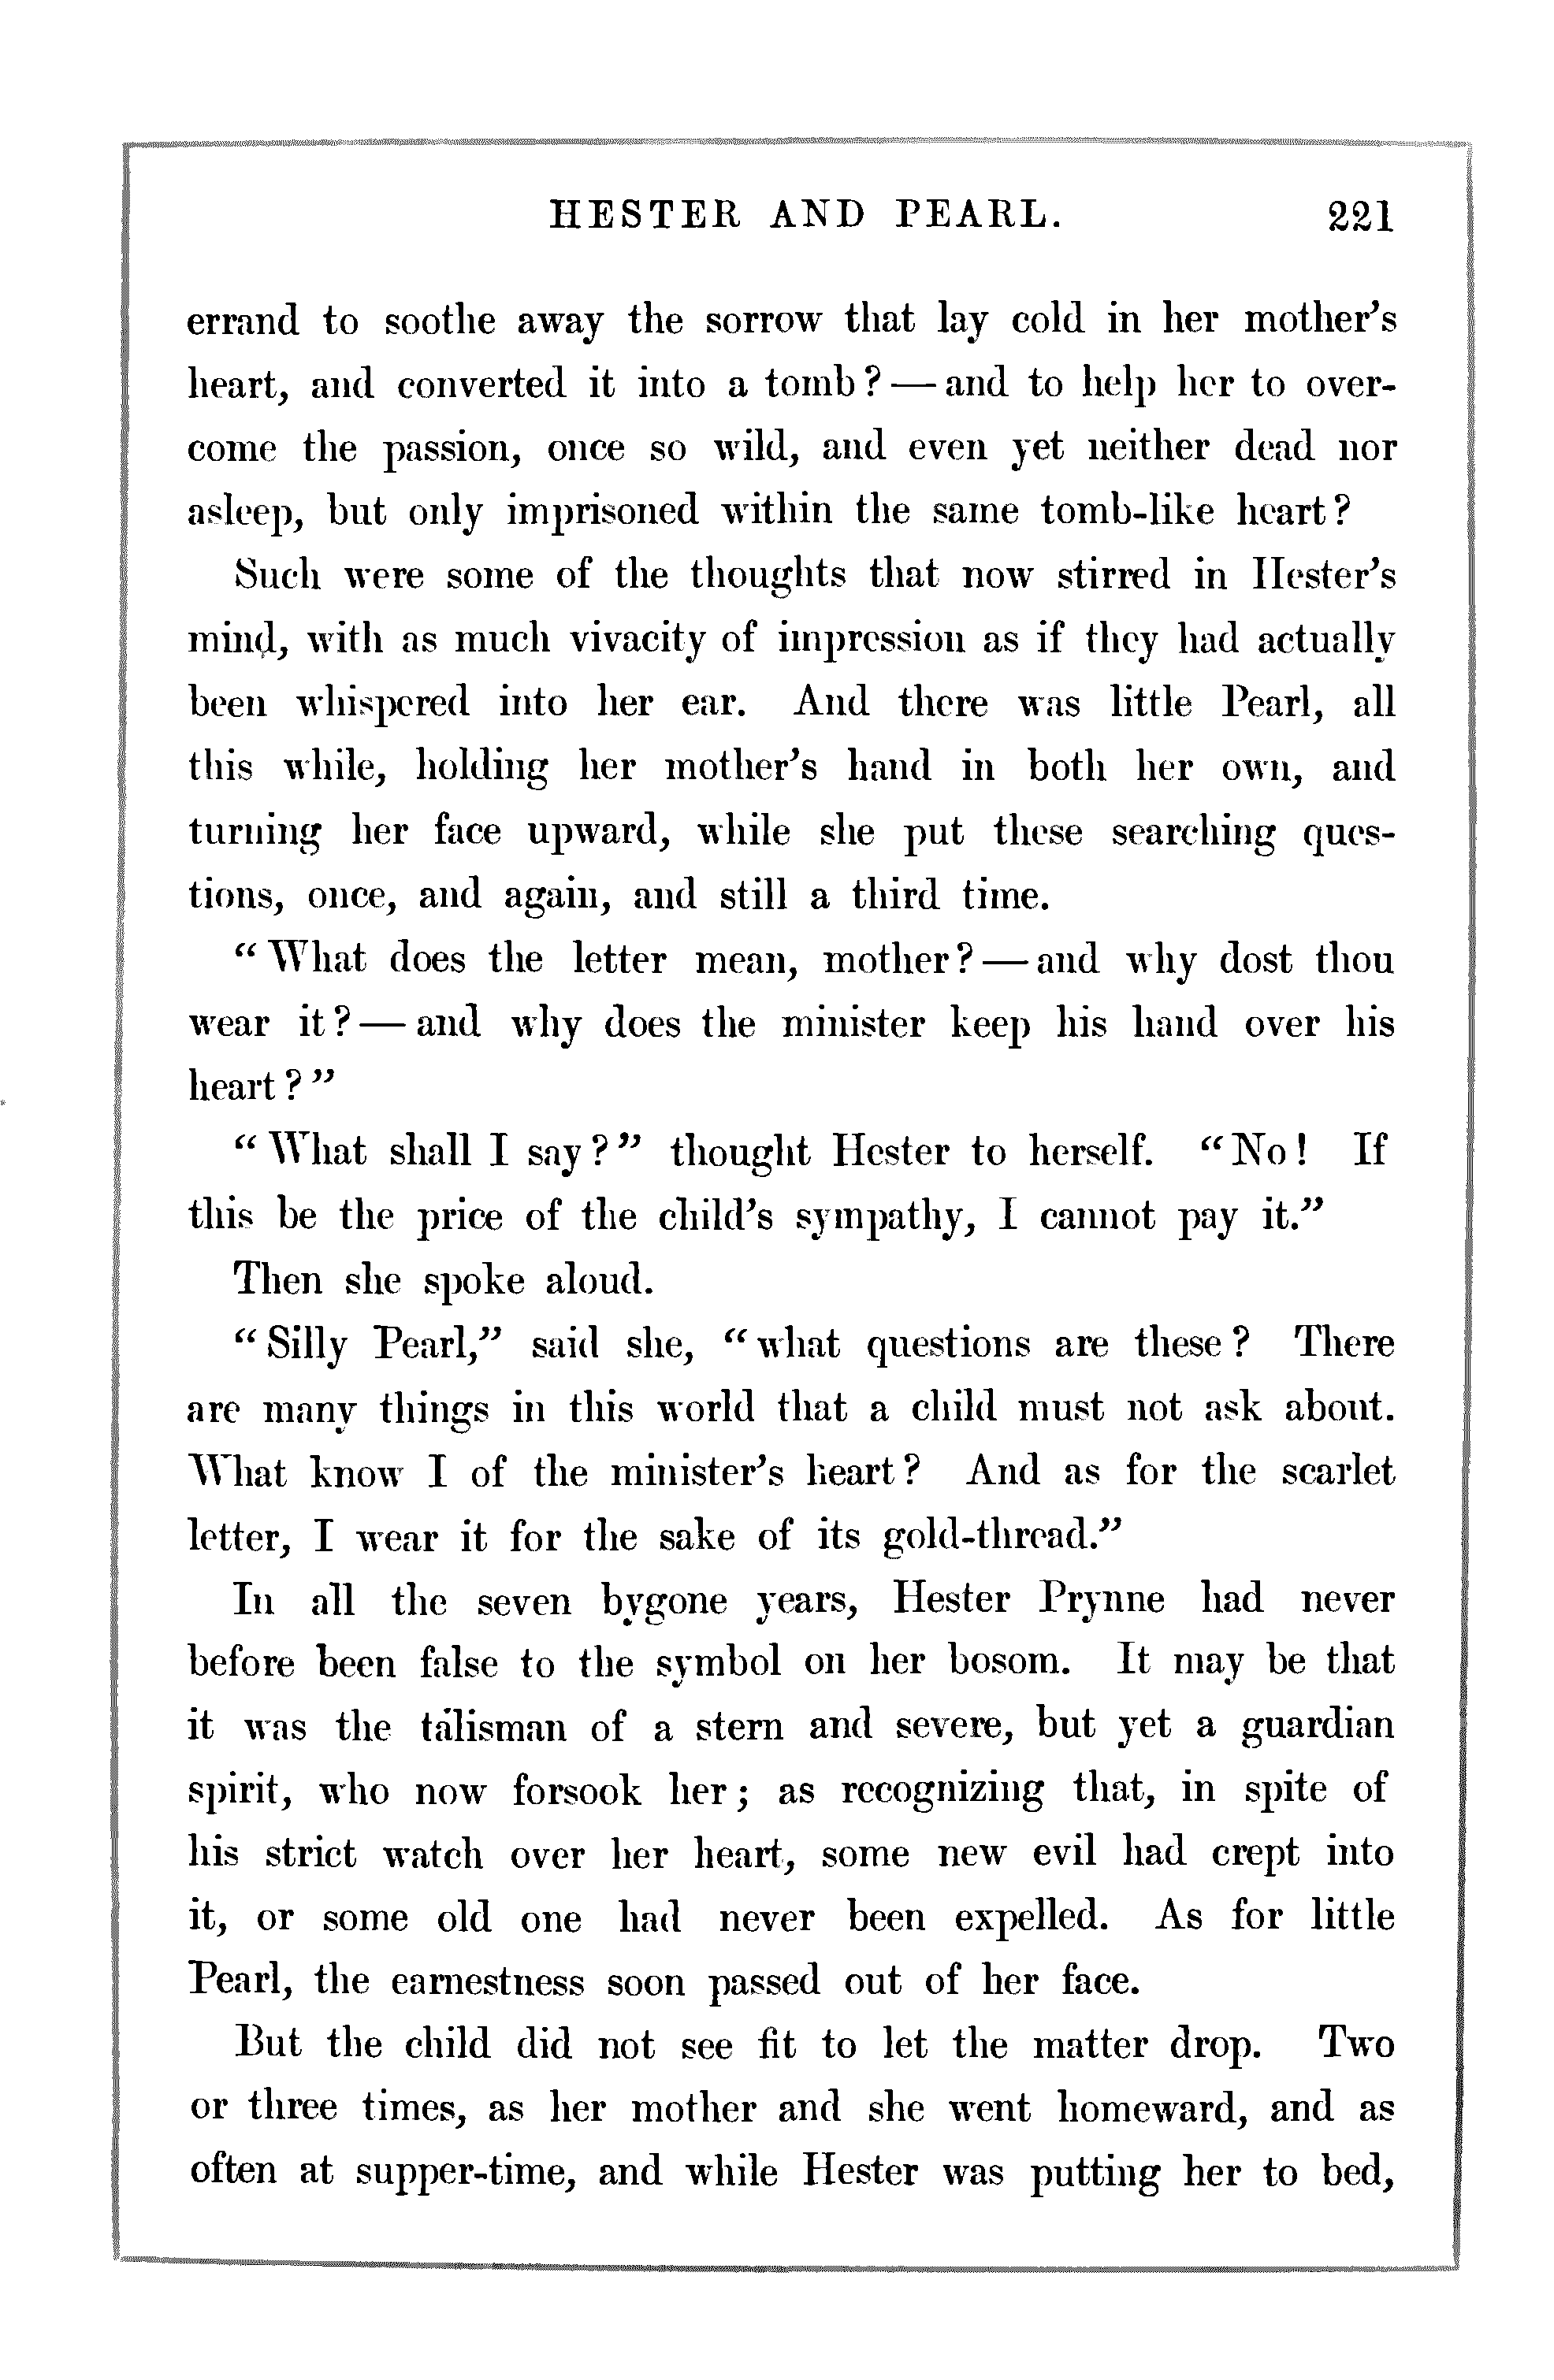 HESTER AND PEARL. 221
errand to soothe away the sorrow that lay cold in her mother's
heart, and converted it into a tomb? — and to help her to over-
come the passion, once so wild, and even yet neither dead nor
asleep, but only imprisoned within the same tomb-like heart?
Such were some of the thoughts that now stirred in Hester's
mind, with as much vivacity of impression as if they had actually
been whispered into her ear. And there was little Pearl, all
this while, holding her mother's hand in both her own, and
turning her face upward, while she put these searching ques-
tions, once, and again, and still a third time.
"What does the letter mean, mother? — and why dost thou
wear it? — and why does the minister keep his hand over his
heart?"
"What shall I say?" thought Hester to herself. "No! If
this be the price of the child's sympathy, I cannot pay it."
Then she spoke aloud.
"Silly Pearl," said she, "what questions are these? There
are many things in this world that a child must not ask about.
What know I of the minister's heart? And as for the scarlet
letter, I wear it for the sake of its gold-thread."
In all the seven bygone years, Hester Prynne had never
before been false to the symbol on her bosom. It may be that
it was the talisman of a stern and severe, but yet a guardian
spirit, who now forsook her; as recognizing that, in spite of
his strict watch over her heart, some new evil had crept into
it, or some old one had never been expelled. As for little
Pearl, the earnestness soon passed out of her face.
But the child did not see fit to let the matter drop. Two
or three times, as her mother and she went homeward, and as
often at supper-time, and while Hester was putting her to bed,